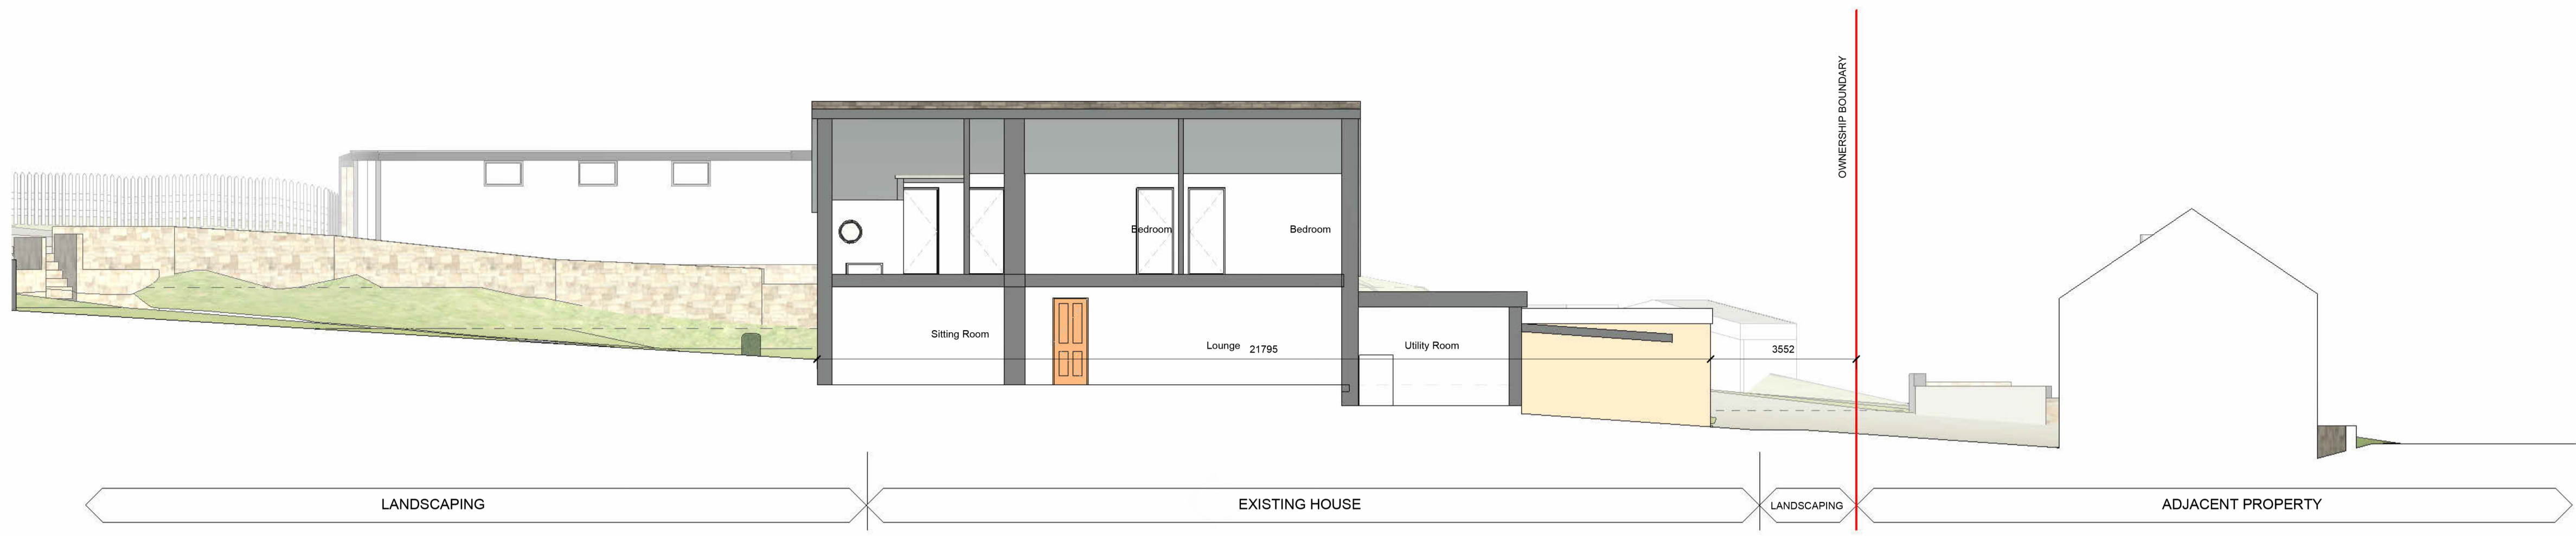 OWNERSHIP BOUNDARY
Bedroom
Bedroom
Sitting Room
Lounge
21795
Utility Room
3552
LANDSCAPING
EXISTING HOUSE
LANDSCAPING
ADJACENT PROPERTY